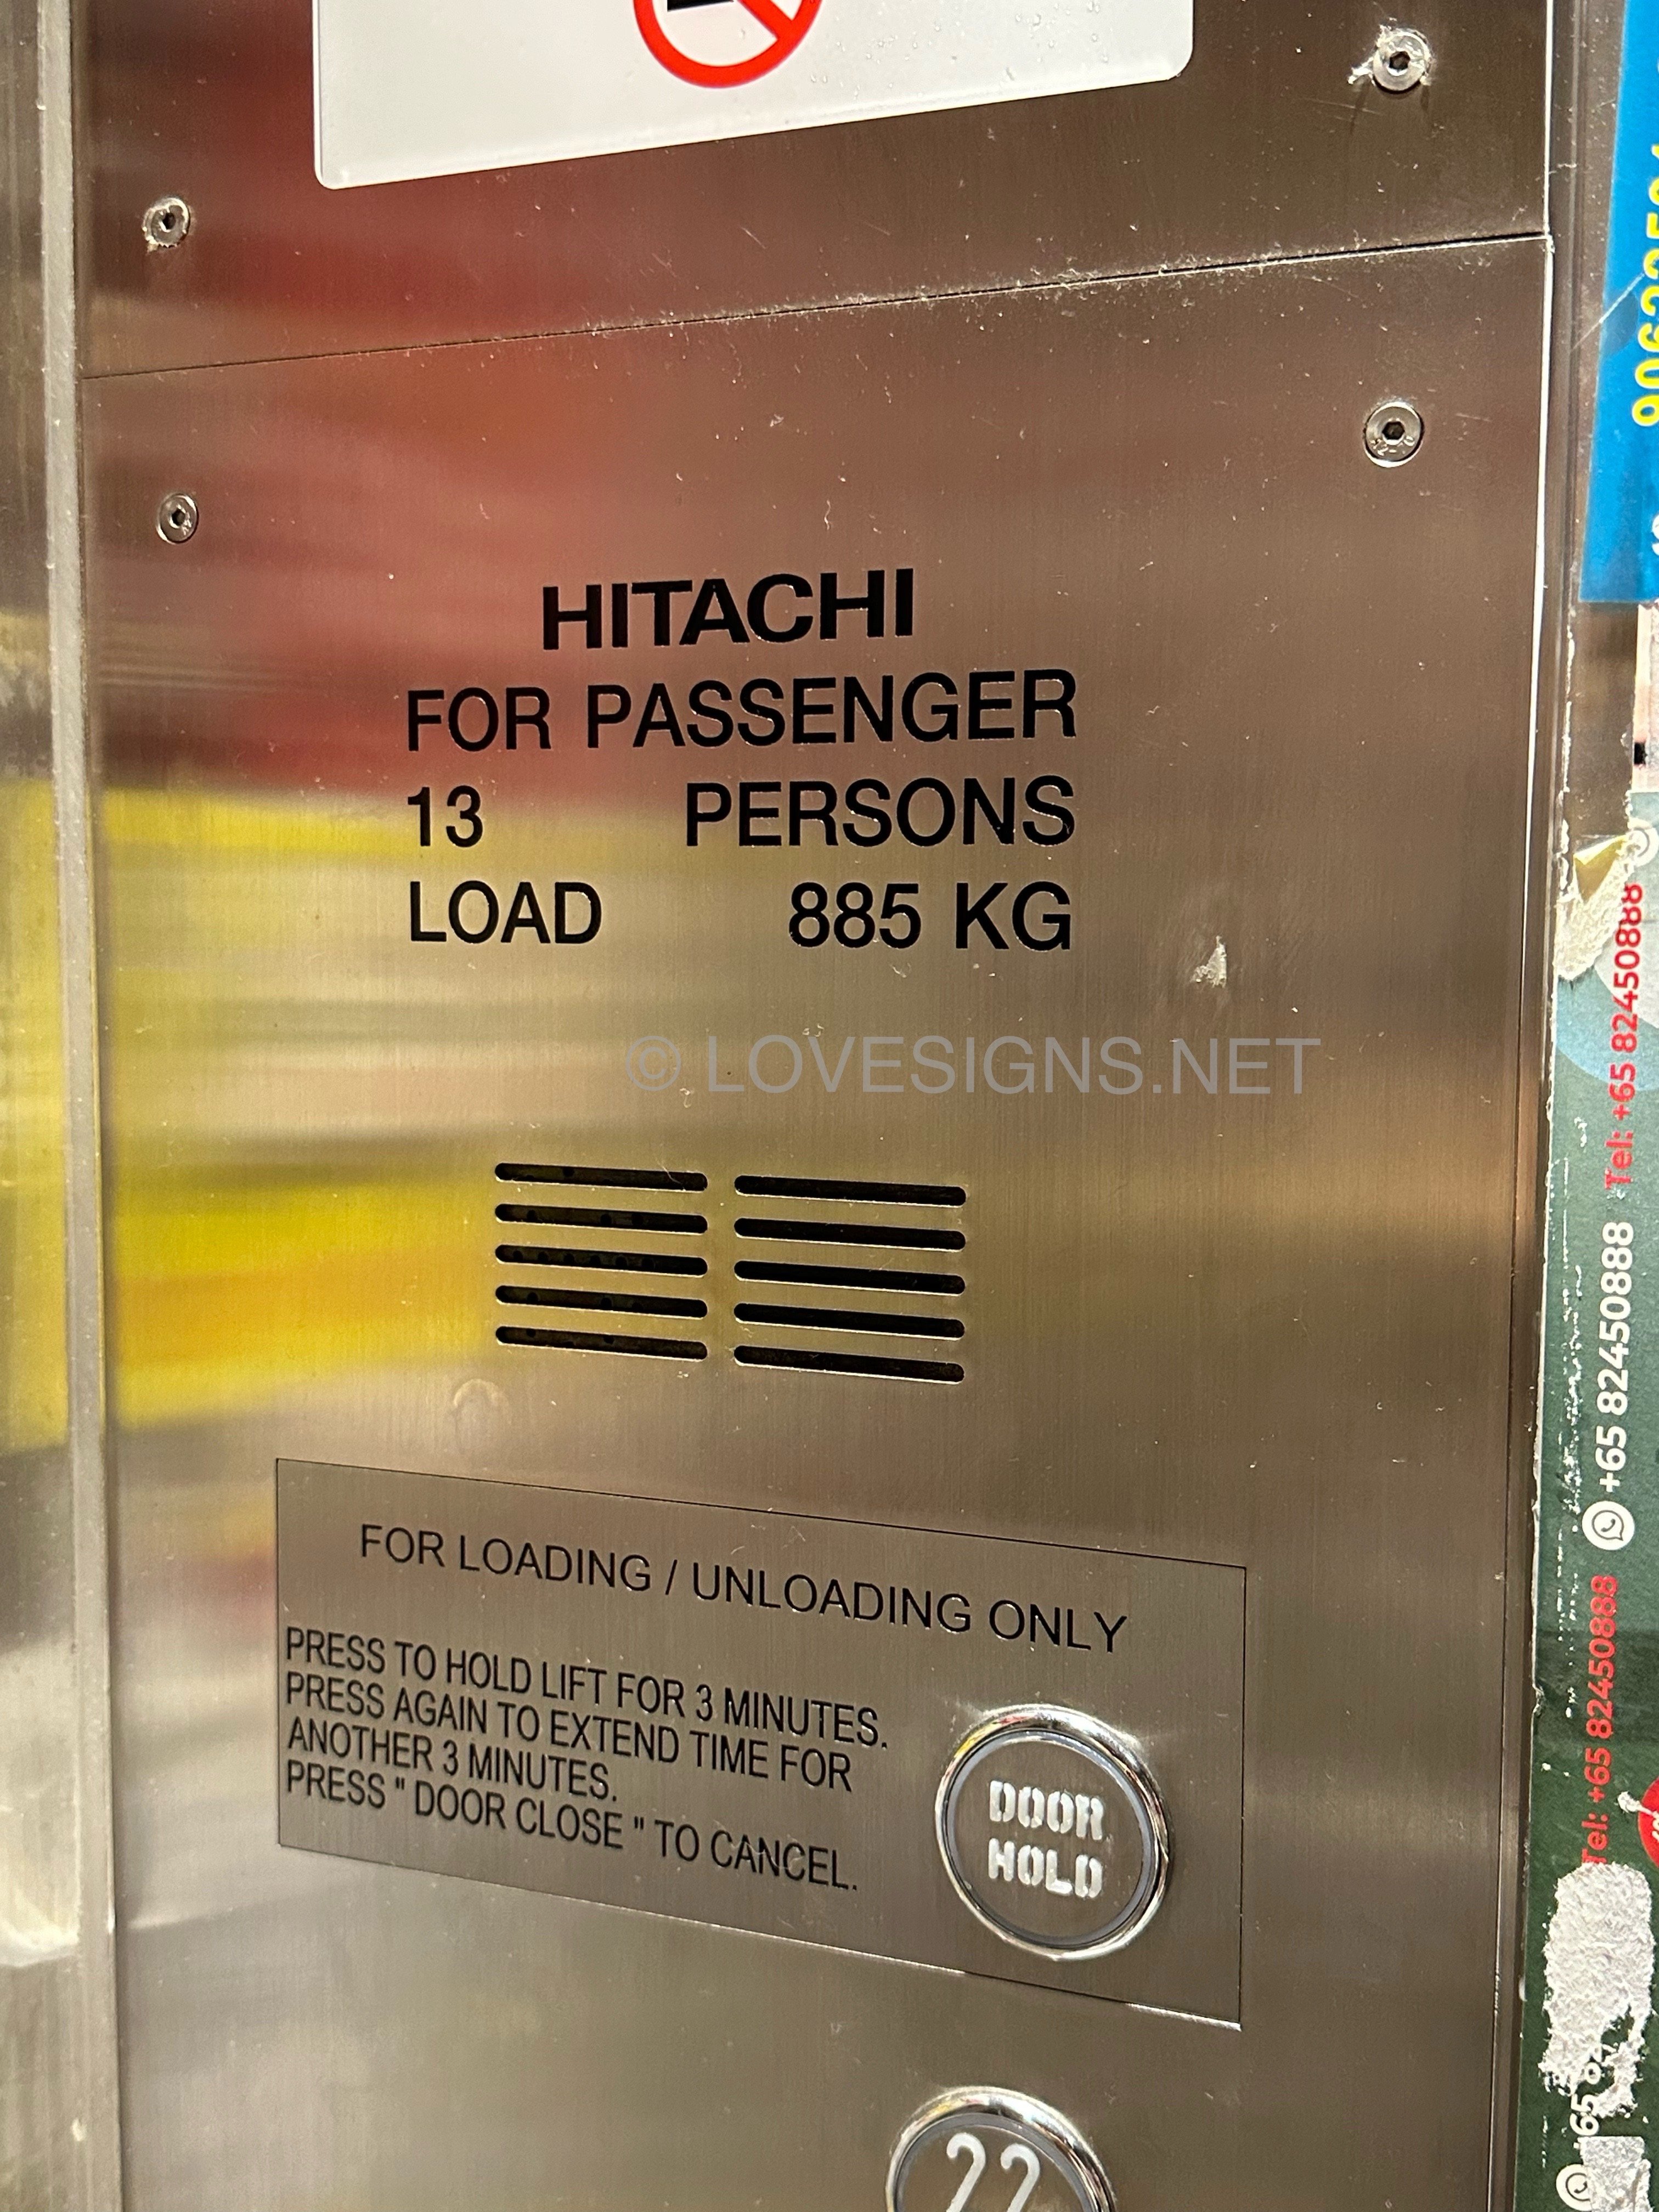 HITACHI
FOR PASSENGER
13 PERSONS
LOAD 885 KG
© LOVESIGNS.NET
FOR LOADING / UNLOADING ONLY
PRESS TO HOLD LIFT FOR 3 MINUTES.
PRESS AGAIN TO EXTEND TIME FOR
ANOTHER 3 MINUTES.
PRESS " DOOR CLOSE " TO CANCEL.
DOOR
HOLD
22
Tel: +65 82450888
+65 82450888
Tel: +65 82450888